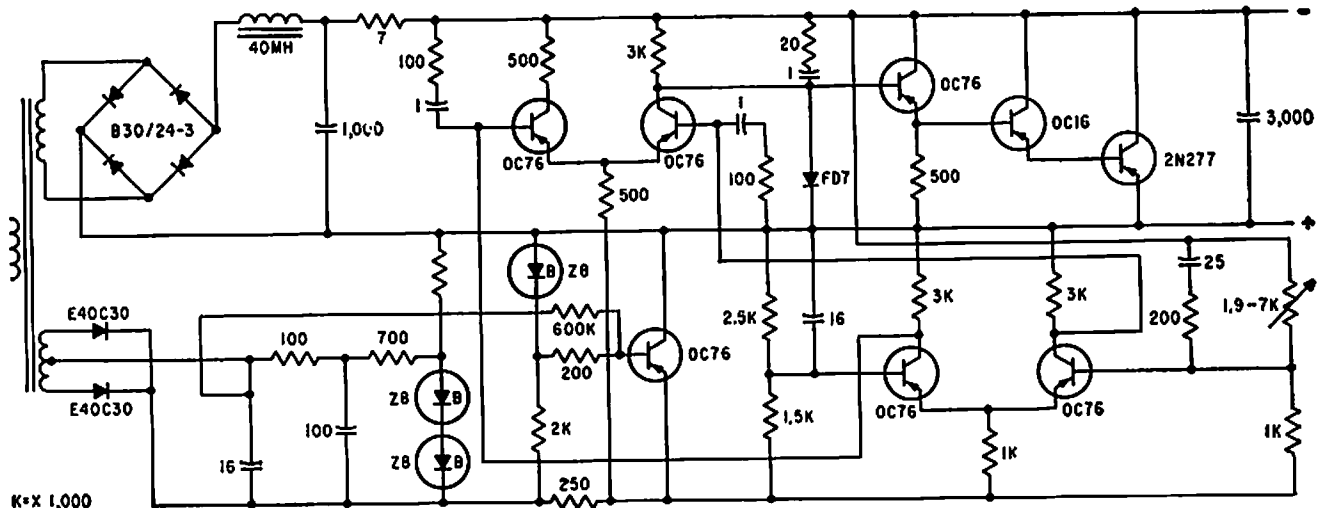 40MH
7
100
1
500
3K
20
1
OC76
OC16
2N277
3,000
-
B30/24-3
1,000
OC76
OC76
1
100
FD7
500
500
+
B Z8
E40C30
100
700
600K
200
OC76
2.5K
16
3K
3K
25
200
1,9-7K
Z8 B
2K
OC76
OC76
E40C30
16
100
Z8 B
250
1,5K
1K
1K
K=X 1,000